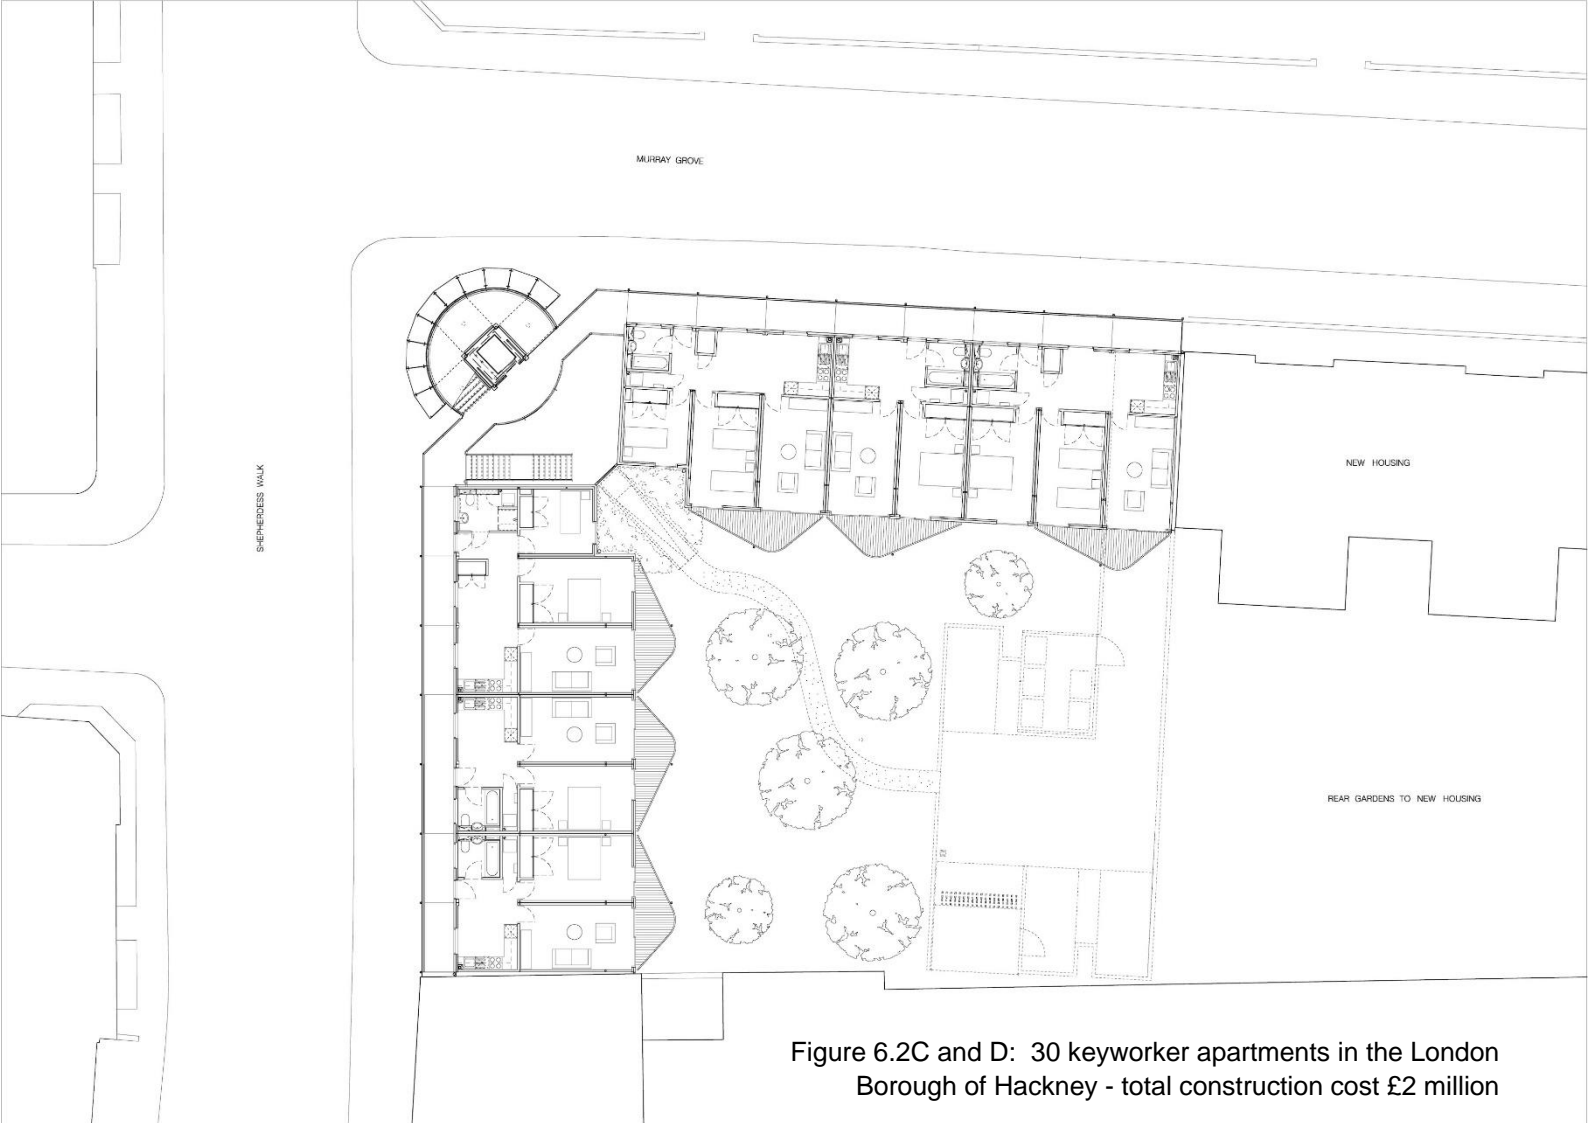 MURRAY GROVE
SHEPHERDESS WALK
NEW HOUSING
REAR GARDENS TO NEW HOUSING
Figure 6.2C and D: 30 keyworker apartments in the London
Borough of Hackney - total construction cost £2 million